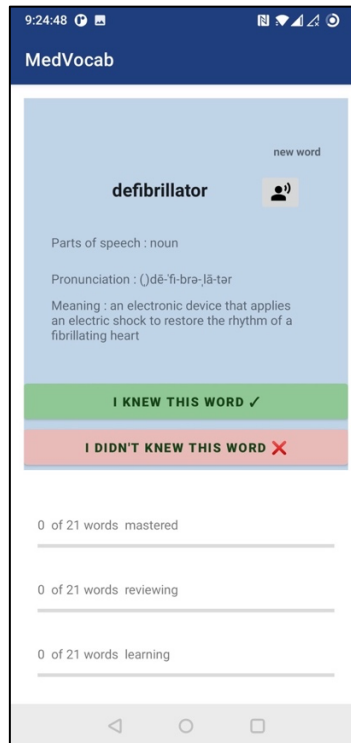 9:24:48
MedVocab
new word
defibrillator
Parts of speech : noun
Pronunciation : (ˌ)dē-ˈfi-brə-ˌlā-tər
Meaning : an electronic device that applies
an electric shock to restore the rhythm of a
fibrillating heart
I KNEW THIS WORD ✓
I DIDN'T KNEW THIS WORD ❌
0 of 21 words mastered
0 of 21 words reviewing
0 of 21 words learning